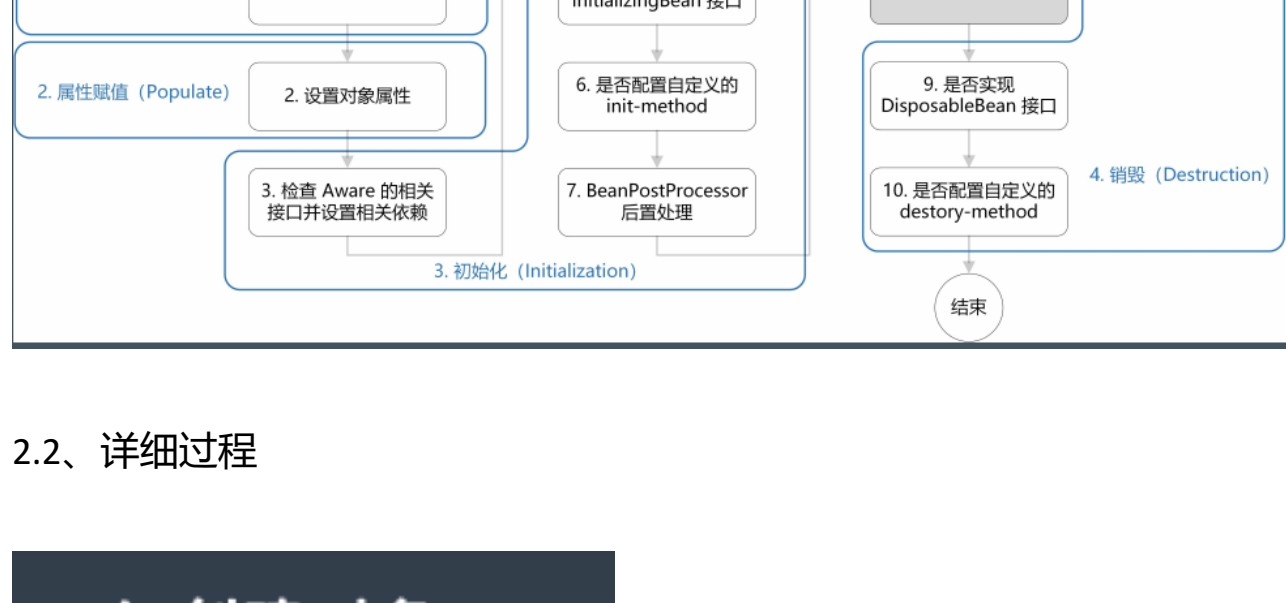 2. 属性赋值（Populate）
2. 设置对象属性
3. 检查 Aware 的相关
接口并设置相关依赖
InitializingBean 接口
6. 是否配置自定义的
init-method
7. BeanPostProcessor
后置处理
3. 初始化（Initialization）
9. 是否实现
DisposableBean 接口
10. 是否配置自定义的
destory-method
4. 销毁（Destruction）
结束
2.2、详细过程